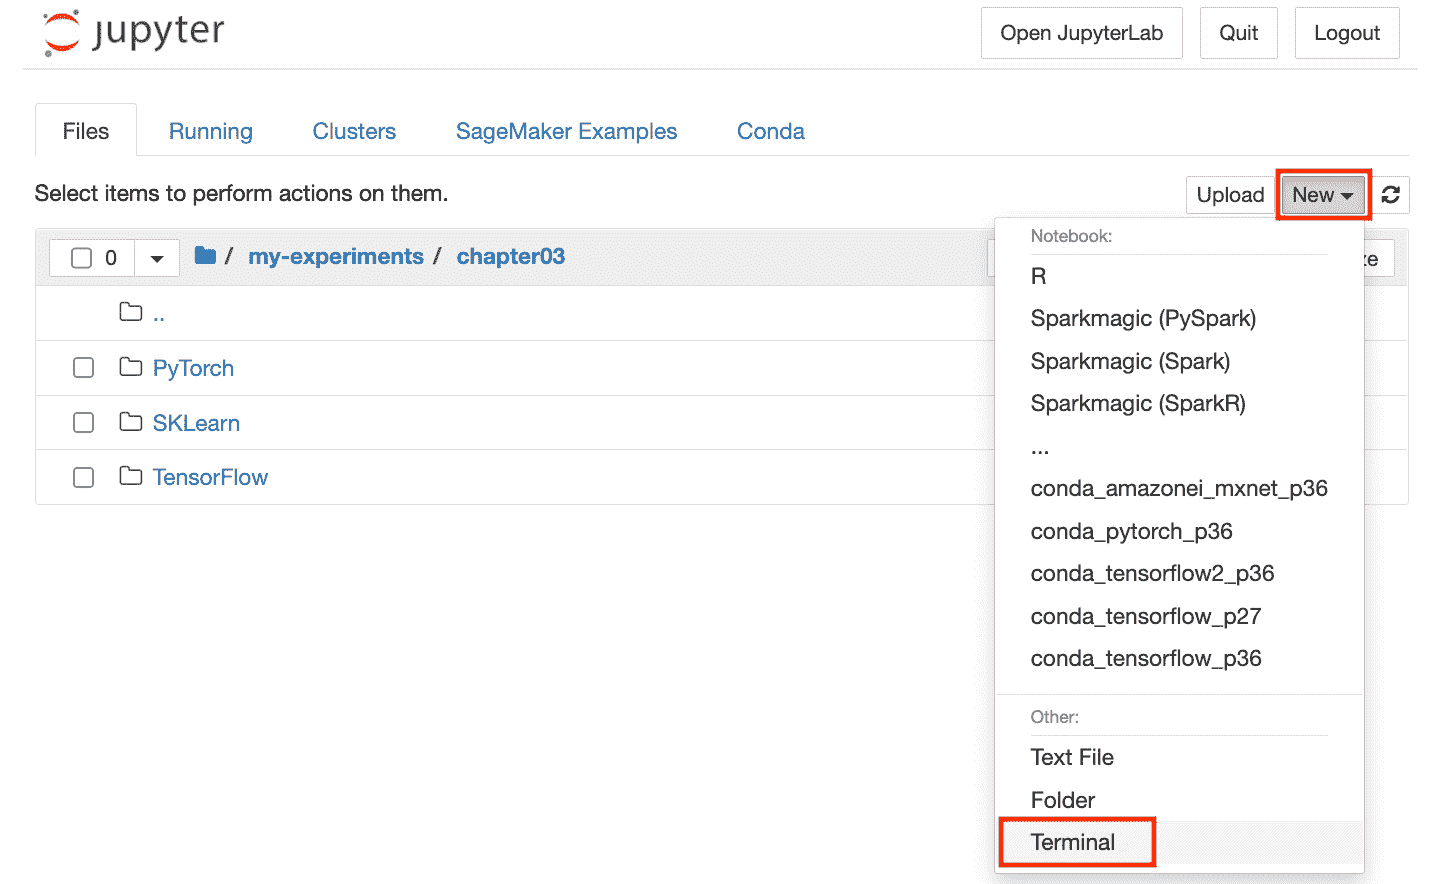 jupyter
Open JupyterLab Quit Logout
Files Running Clusters SageMaker Examples Conda
Select items to perform actions on them.
Upload New
0 / my-experiments / chapter03
..
PyTorch
SKLearn
TensorFlow
Notebook:
R
Sparkmagic (PySpark)
Sparkmagic (Spark)
Sparkmagic (SparkR)
...
conda_amazonei_mxnet_p36
conda_pytorch_p36
conda_tensorflow2_p36
conda_tensorflow_p27
conda_tensorflow_p36
Other:
Text File
Folder
Terminal